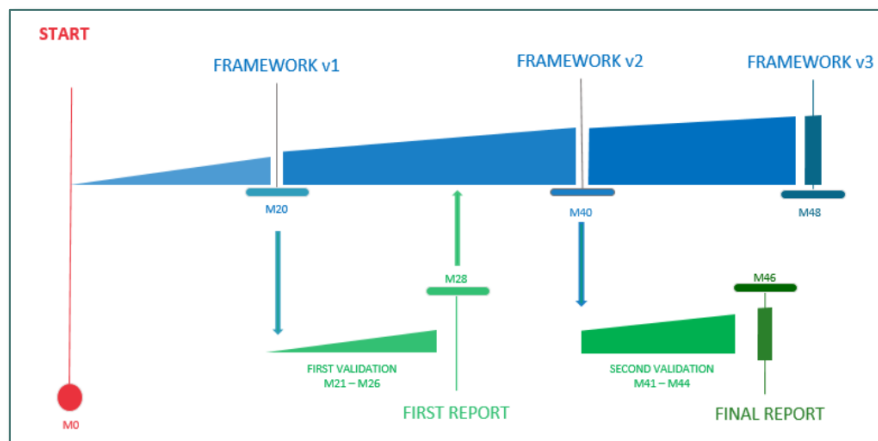 START
FRAMEWORK v1
FRAMEWORK v2
FRAMEWORK v3
M20
M40
M48
M28
M46
FIRST VALIDATION
M21 – M26
SECOND VALIDATION
M41 – M44
FIRST REPORT
FINAL REPORT
M0